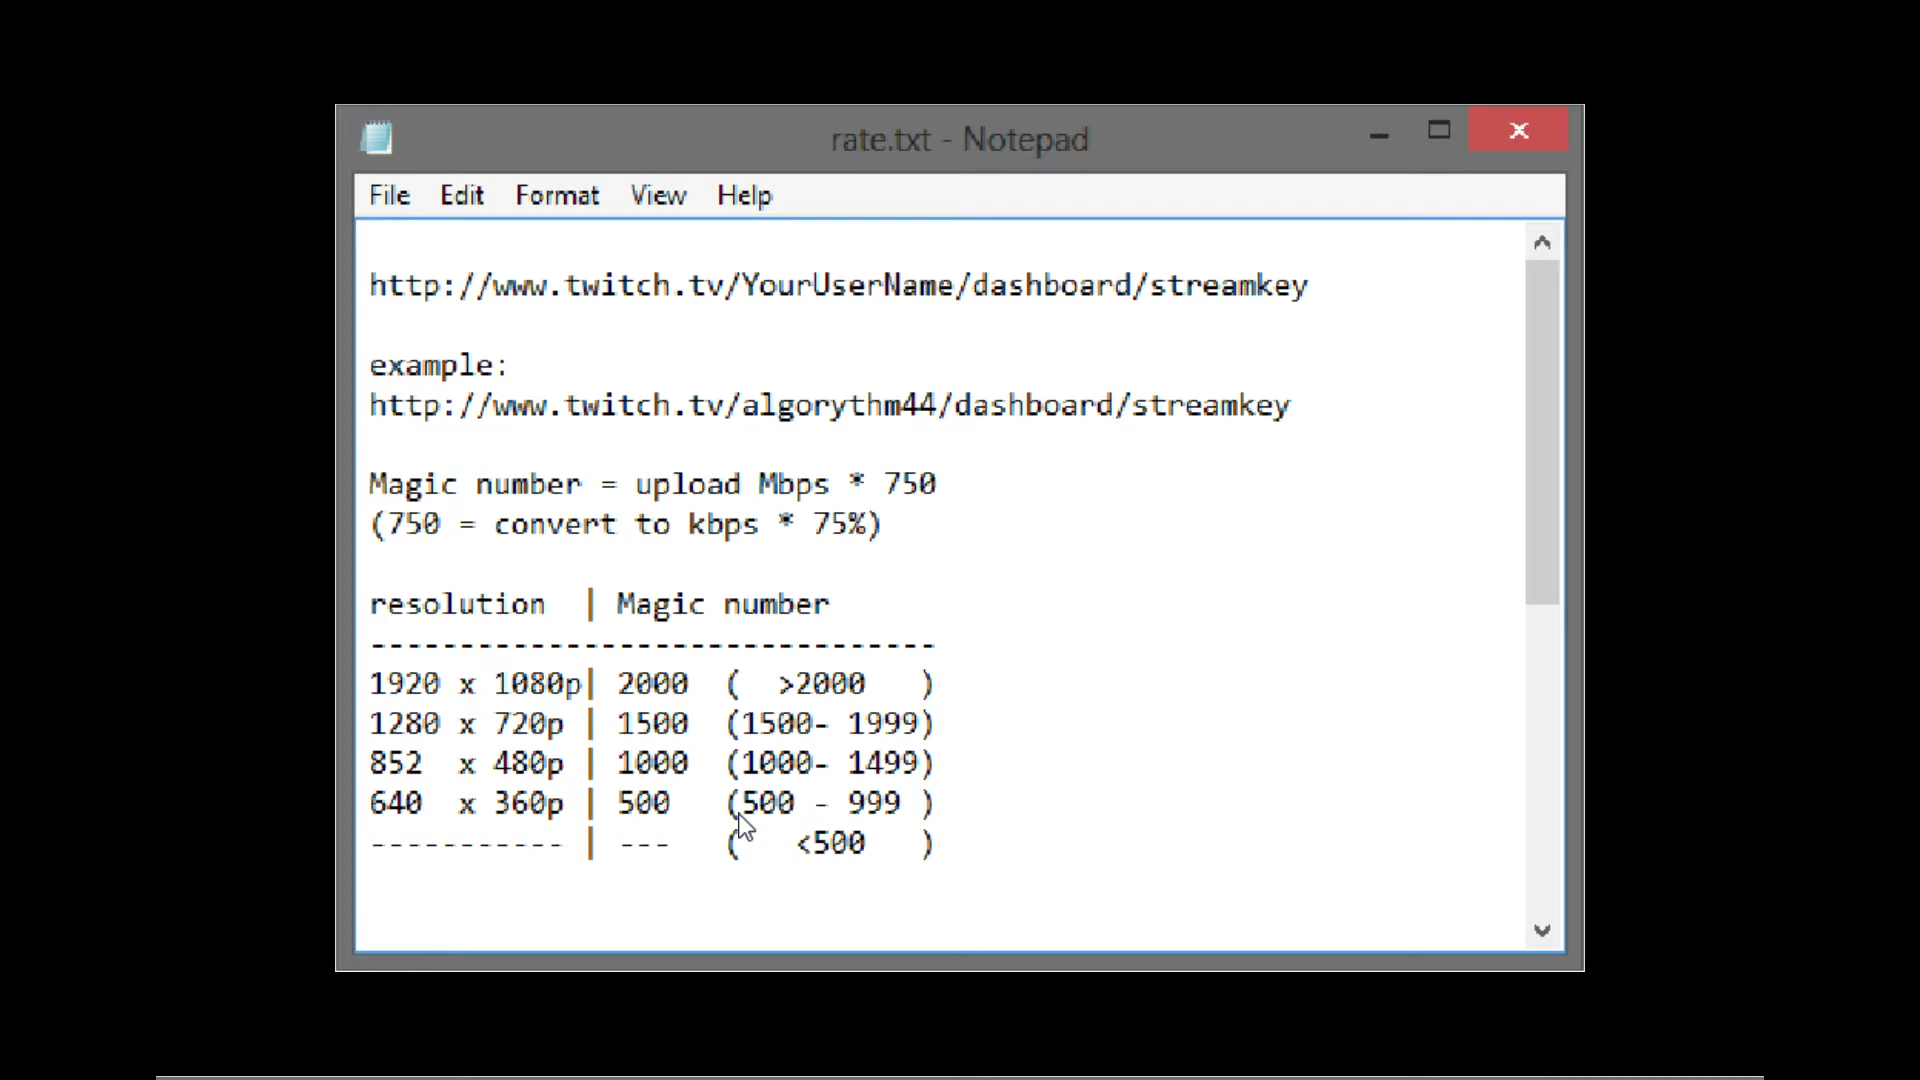 rate.txt - Notepad
File Edit Format View Help
http://www.twitch.tv/YourUserName/dashboard/streamkey
example:
http://www.twitch.tv/algorythm44/dashboard/streamkey
Magic number = upload Mbps * 750
(750 = convert to kbps * 75%)
resolution | Magic number
--------------------------------
1920 x 1080p| 2000 ( >2000 )
1280 x 720p | 1500 (1500- 1999)
852 x 480p | 1000 (1000- 1499)
640 x 360p | 500 (500 - 999 )
----------- | --- ( <500 )